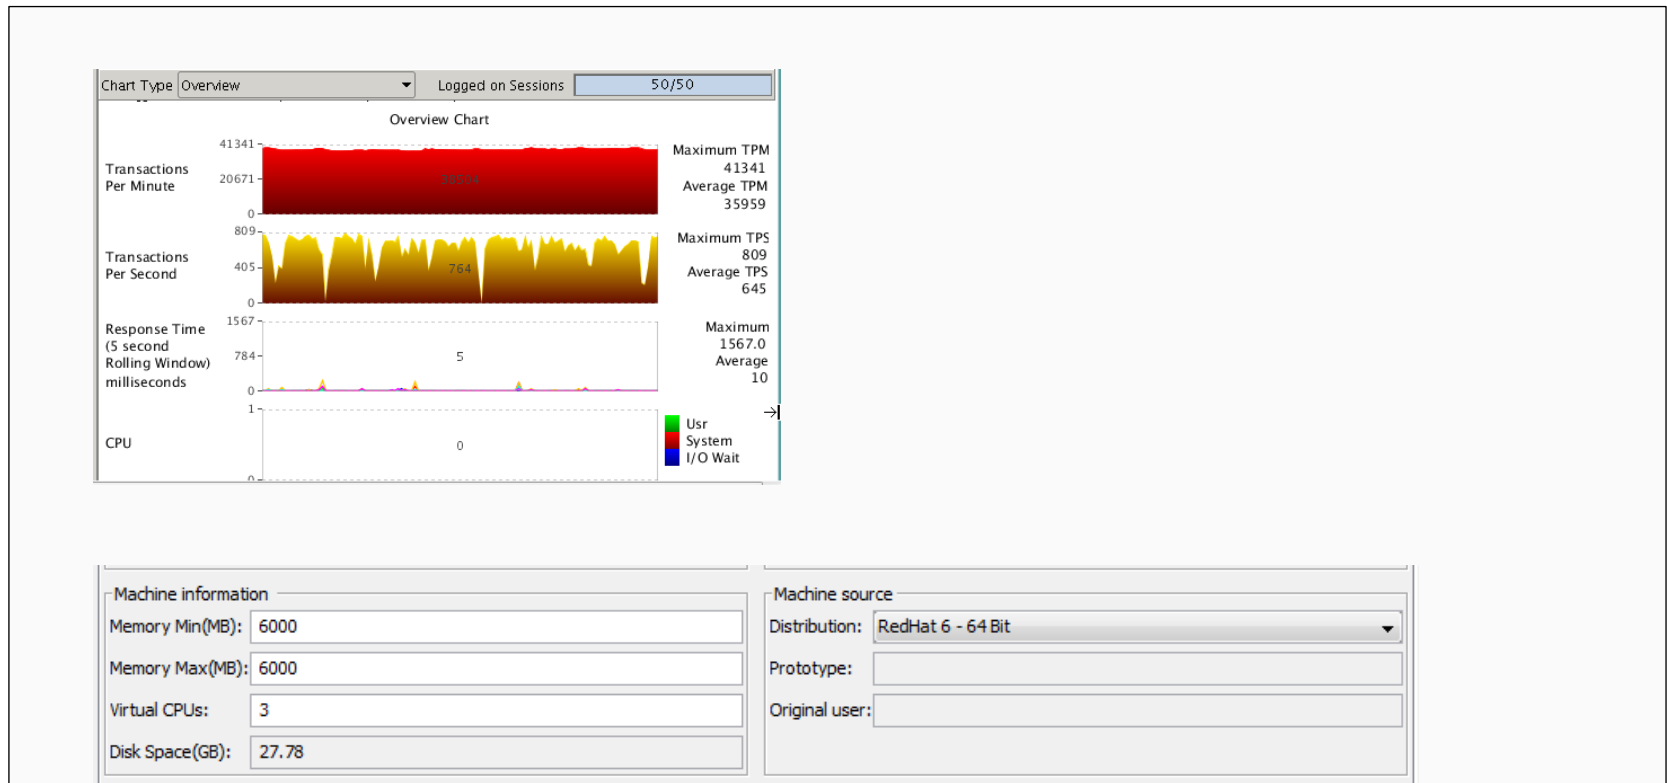 Chart Type Overview Logged on Sessions 50/50
Overview Chart
41341
Transactions
Per Minute
20671
0
Maximum TPM
41341
Average TPM
35959
809
Transactions
Per Second
405
764
0
Maximum TPS
809
Average TPS
645
1567
Response Time
(5 second
Rolling Window)
milliseconds
784
5
0
Maximum
1567.0
Average
10
1
CPU
0
0
Usr
System
I/O Wait
Machine information
Memory Min(MB): 6000
Memory Max(MB): 6000
Virtual CPUs: 3
Disk Space(GB): 27.78
Machine source
Distribution: RedHat 6 - 64 Bit
Prototype:
Original user: